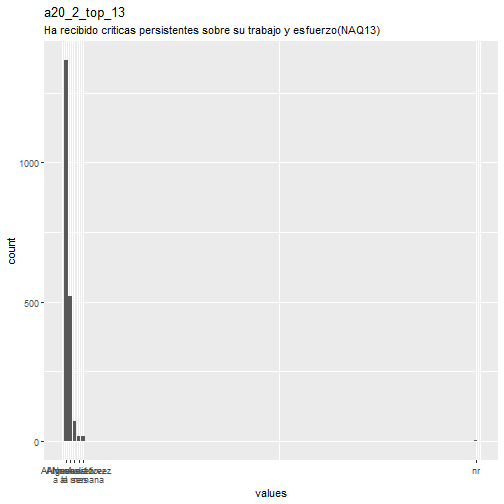 a20_2_top_13
Ha recibido criticas persistentes sobre su trabajo y esfuerzo(NAQ13)
1000
500
0
count
nr
values